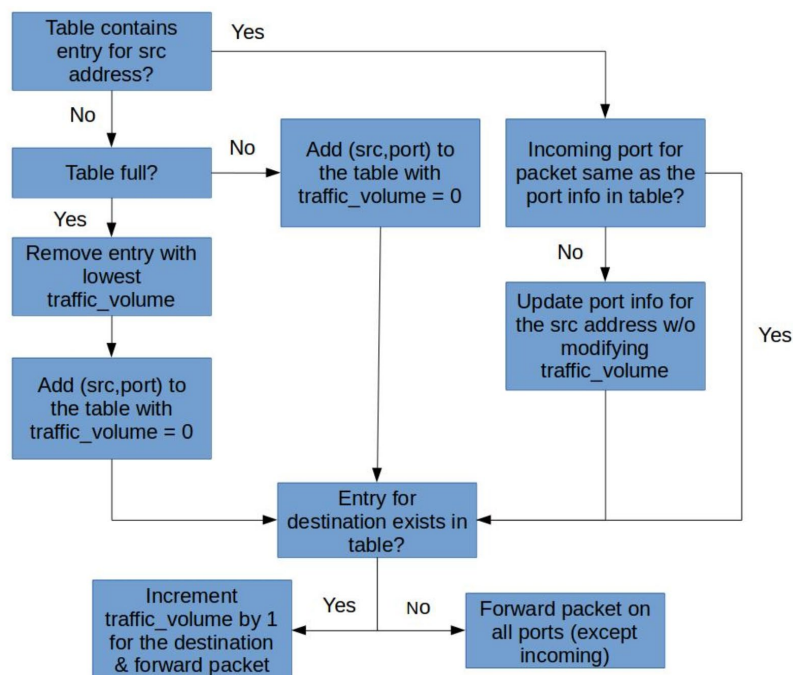 Table contains
entry for src
address?
Yes
No
Table full?
No
Add (src,port) to
the table with
traffic_volume = 0
Incoming port for
packet same as the
port info in table?
Yes
Remove entry with
lowest
traffic_volume
No
Update port info for
the src address w/o
modifying
traffic_volume
Yes
Add (src,port) to
the table with
traffic_volume = 0
Entry for
destination exists in
table?
Increment
traffic_volume by 1
for the destination
& forward packet
Yes
No
Forward packet on
all ports (except
incoming)